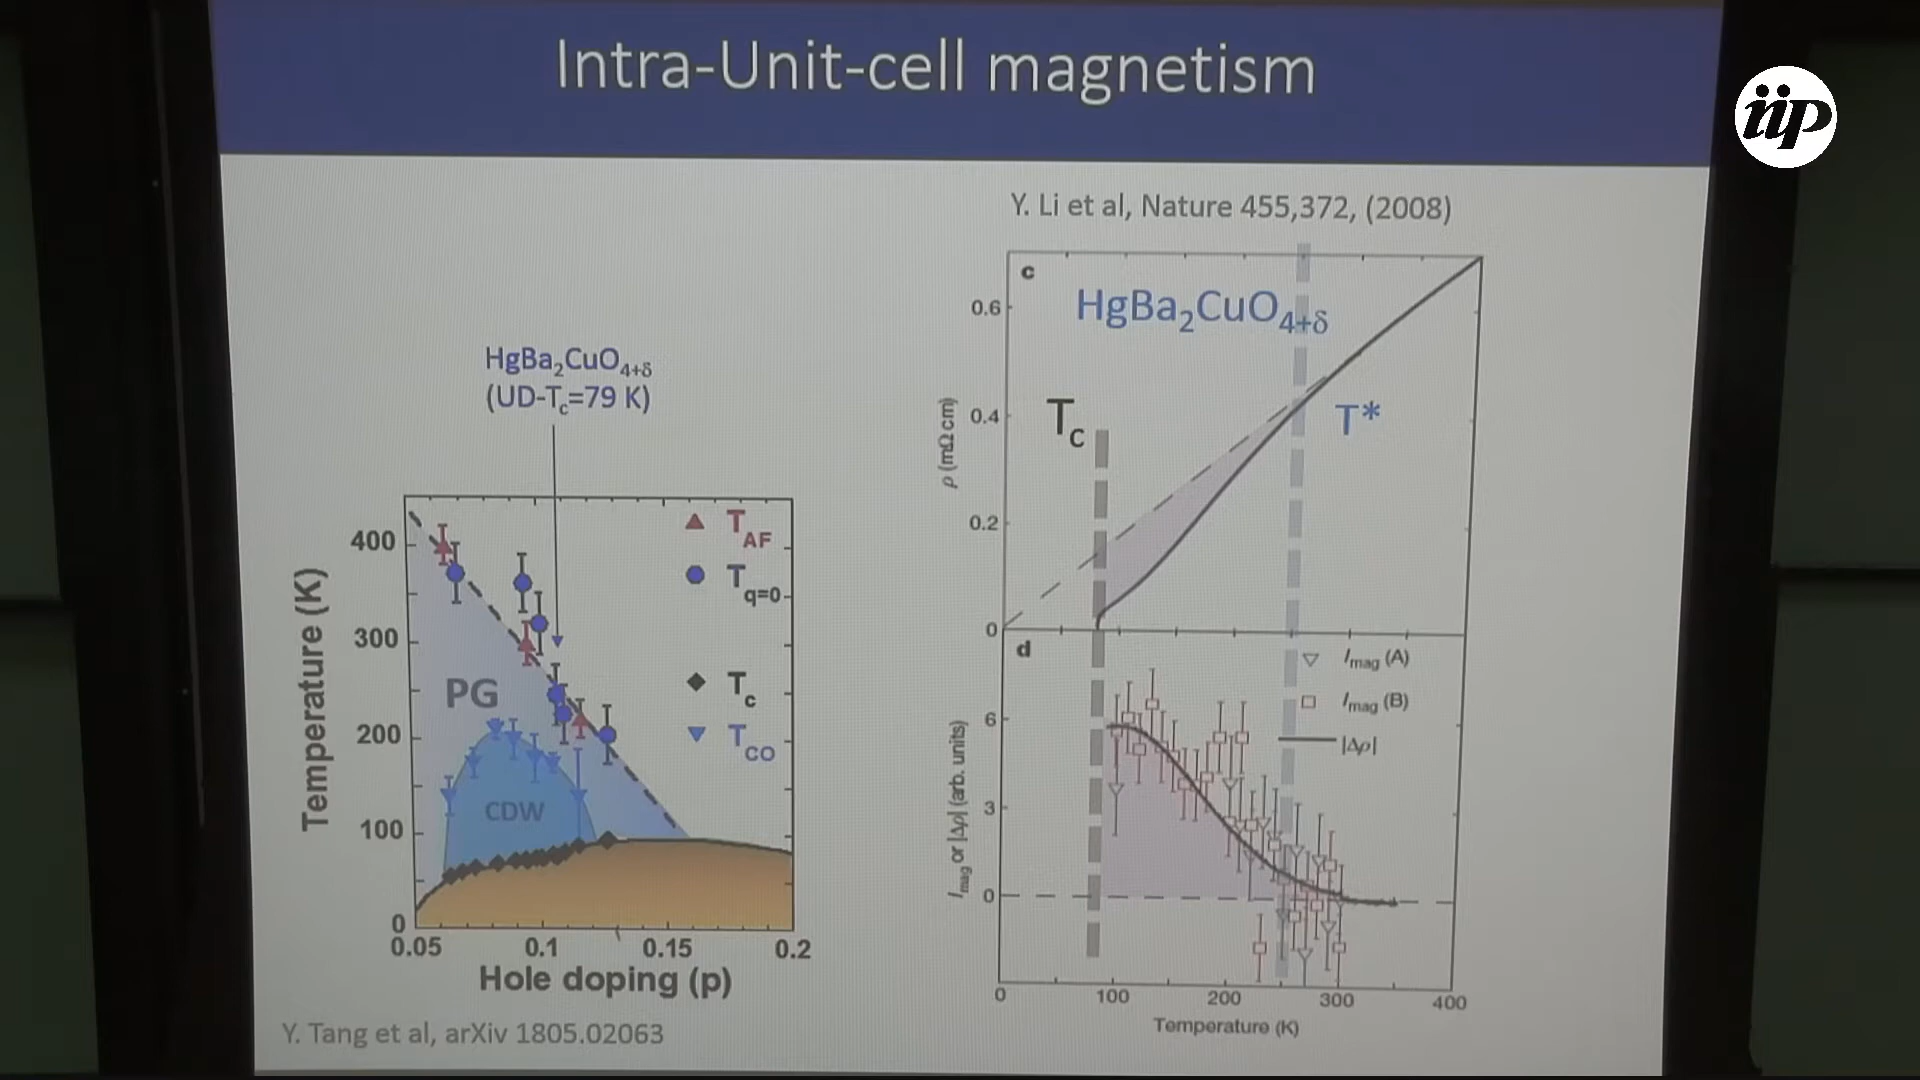 Intra-Unit-cell magnetism
iip
Y. Li et al, Nature 455,372, (2008)
HgBa₂CuO₄₊δ
(UD-Tc=79 K)
TAF
Tq=0
Tc
TCO
PG
CDW
Temperature (K)
400
300
200
100
0
0.05
0.1
0.15
0.2
Hole doping (p)
Y. Tang et al, arXiv 1805.02063
c
HgBa₂CuO₄₊δ
Tc
T*
ρ (mΩ cm)
0.6
0.4
0.2
0
d
Imag (A)
Imag (B)
|Δρ|
Imag or |Δρ| (arb. units)
6
3
0
0
100
200
300
400
Temperature (K)